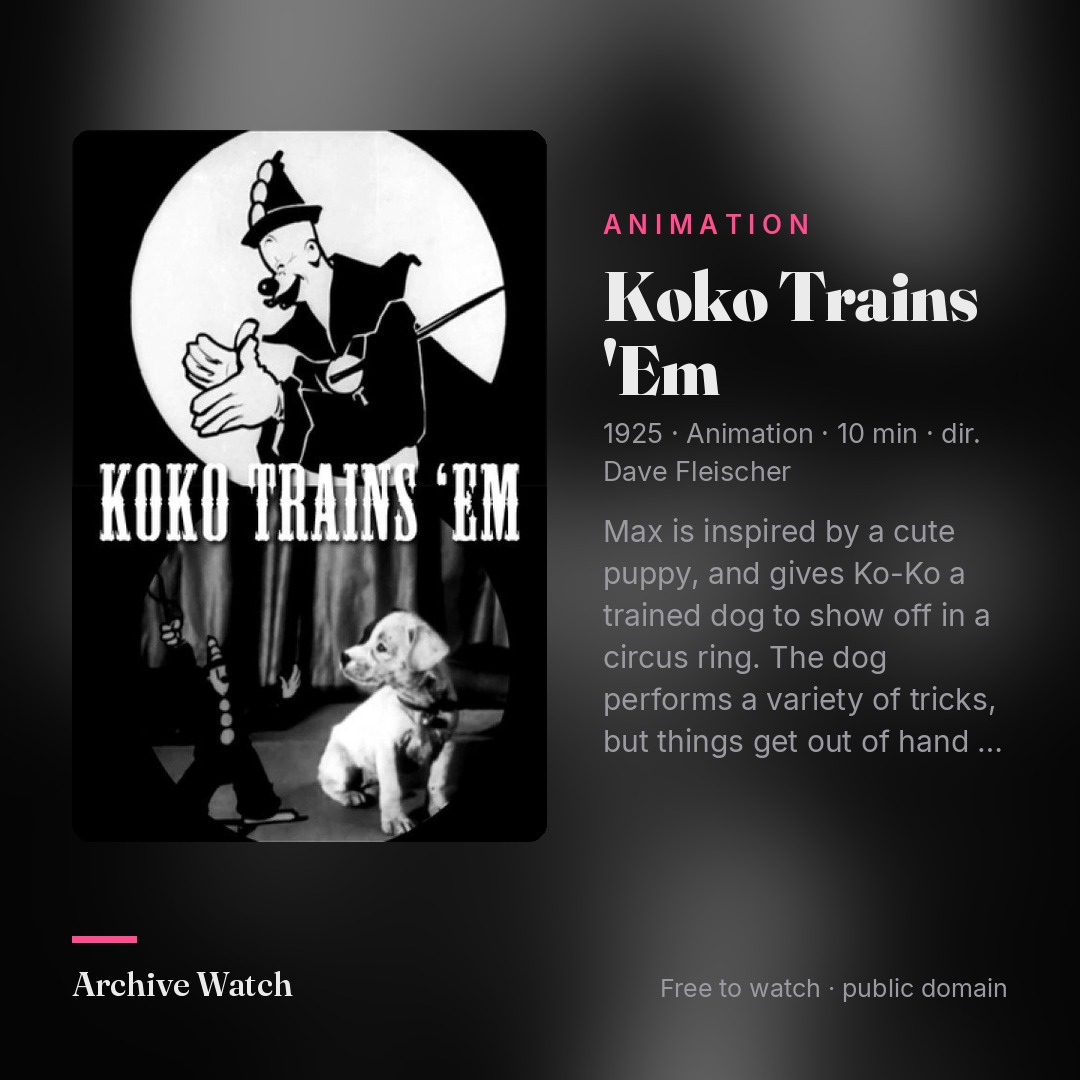 KOKO TRAINS ‘EM
ANIMATION
Koko Trains
'Em
1925 · Animation · 10 min · dir.
Dave Fleischer
Max is inspired by a cute
puppy, and gives Ko-Ko a
trained dog to show off in a
circus ring. The dog
performs a variety of tricks,
but things get out of hand ...
Archive Watch
Free to watch · public domain